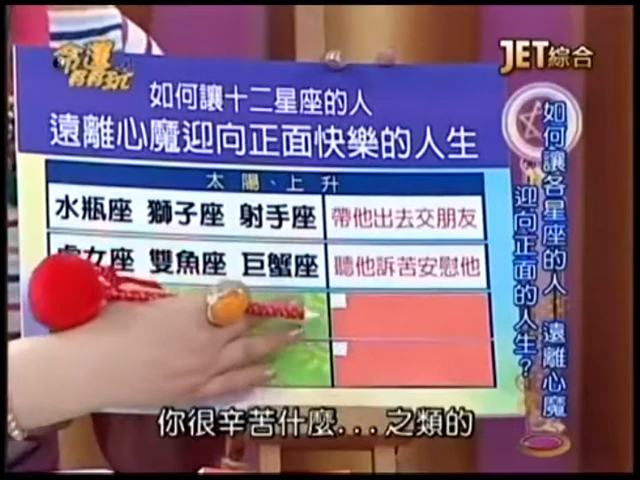 命運好好玩
JET綜合
如何讓十二星座的人
遠離心魔迎向正面快樂的人生
太陽、上升
水瓶座 獅子座 射手座 帶他出去交朋友
處女座 雙魚座 巨蟹座 聽他訴苦安慰他
如何讓各星座的人 遠離心魔
迎向正面的人生?
你很辛苦什麼...之類的